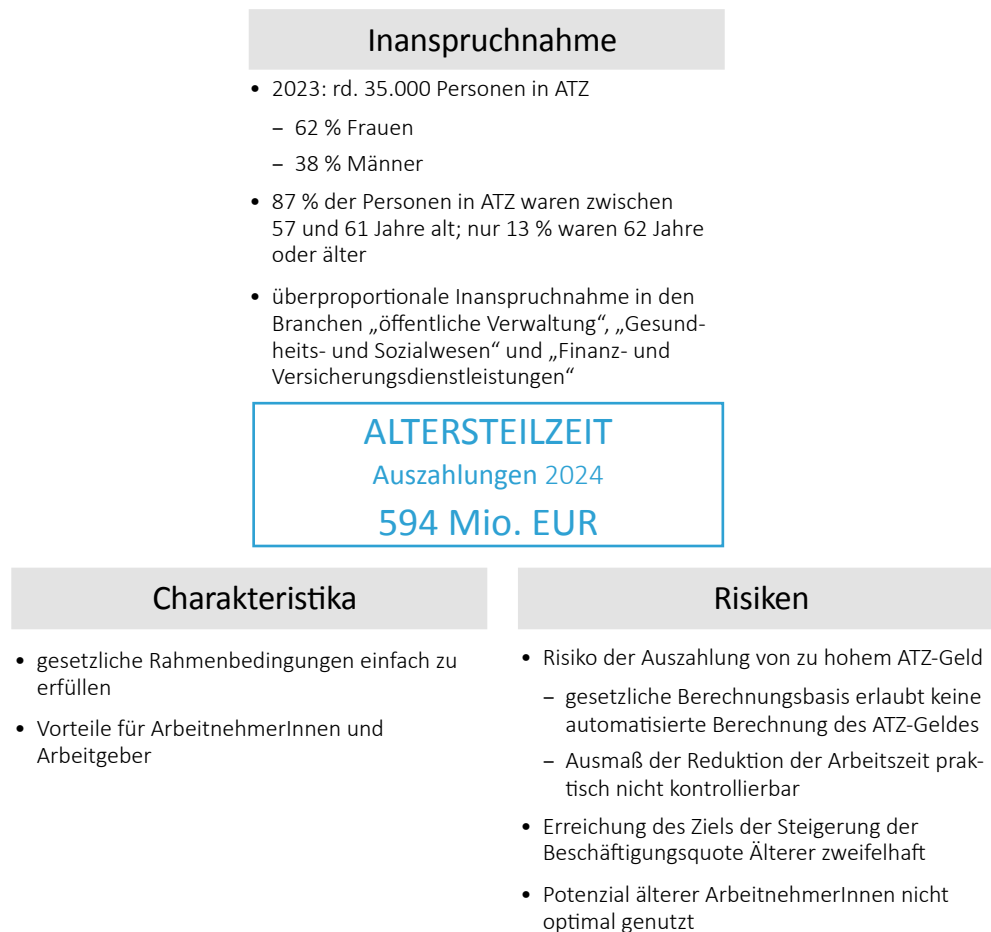 Inanspruchnahme
• 2023: rd. 35.000 Personen in ATZ
– 62 % Frauen
– 38 % Männer
• 87 % der Personen in ATZ waren zwischen
57 und 61 Jahre alt; nur 13 % waren 62 Jahre
oder älter
• überproportionale Inanspruchnahme in den
Branchen „öffentliche Verwaltung“, „Gesund-
heits- und Sozialwesen“ und „Finanz- und
Versicherungsdienstleistungen“
ALTERSTEILZEIT
Auszahlungen 2024
594 Mio. EUR
Charakteristika
• gesetzliche Rahmenbedingungen einfach zu
erfüllen
• Vorteile für ArbeitnehmerInnen und
Arbeitgeber
Risiken
• Risiko der Auszahlung von zu hohem ATZ-Geld
– gesetzliche Berechnungsbasis erlaubt keine
automatisierte Berechnung des ATZ-Geldes
– Ausmaß der Reduktion der Arbeitszeit prak-
tisch nicht kontrollierbar
• Erreichung des Ziels der Steigerung der
Beschäftigungsquote Älterer zweifelhaft
• Potenzial älterer ArbeitnehmerInnen nicht
optimal genutzt